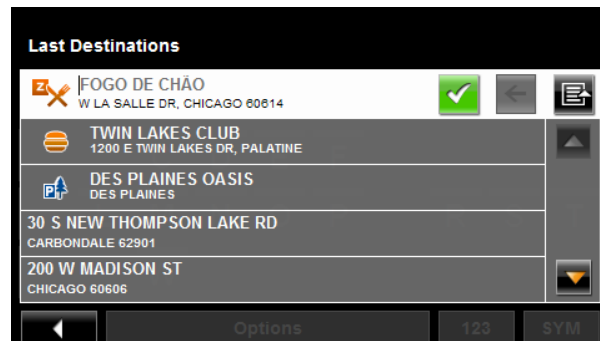 Last Destinations
Z
FOGO DE CHÃO
W LA SALLE DR, CHICAGO 60614
TWIN LAKES CLUB
1200 E TWIN LAKES DR, PALATINE
P
DES PLAINES OASIS
DES PLAINES
30 S NEW THOMPSON LAKE RD
CARBONDALE 62901
200 W MADISON ST
CHICAGO 60606
Options
123
SYM